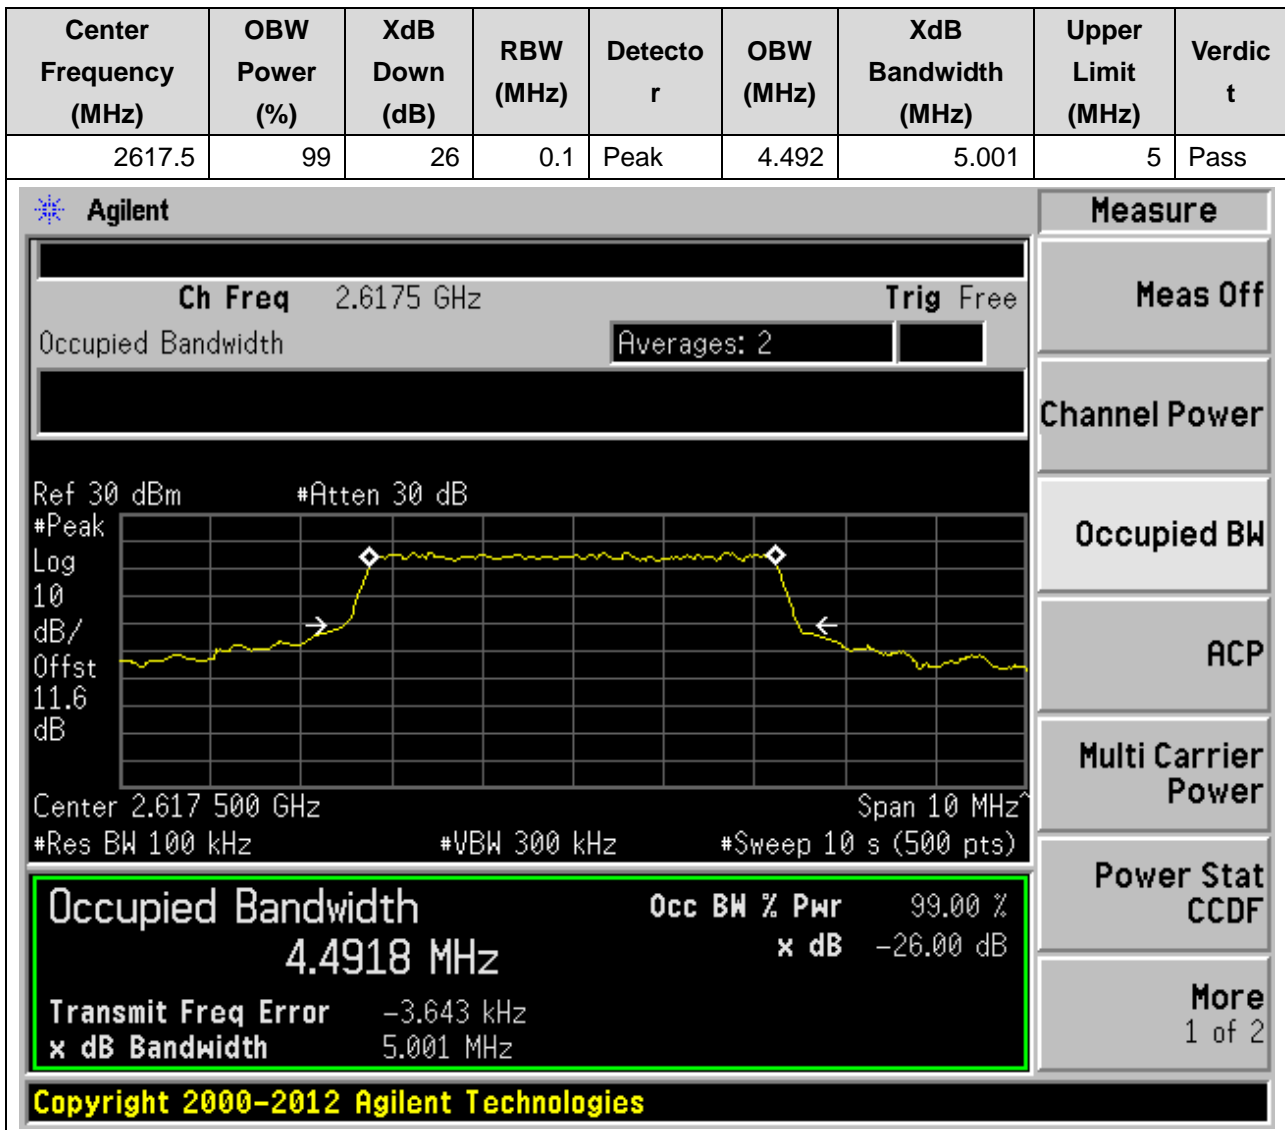 Center Frequency (MHz) OBW Power (%) XdB Down (dB) RBW (MHz) Detector OBW (MHz) XdB Bandwidth (MHz) Upper Limit (MHz) Verdict
2617.5 99 26 0.1 Peak 4.492 5.001 5 Pass
Agilent
Measure
Ch Freq 2.6175 GHz Trig Free
Meas Off
Occupied Bandwidth Averages: 2
Channel Power
Ref 30 dBm #Atten 30 dB
#Peak
Log
10
dB/
Offst
11.6
dB
Occupied BW
ACP
Multi Carrier
Power
Center 2.617 500 GHz Span 10 MHz^
#Res BW 100 kHz #VBW 300 kHz #Sweep 10 s (500 pts)
Power Stat
CCDF
Occupied Bandwidth Occ BW % Pwr 99.00 %
4.4918 MHz x dB -26.00 dB
Transmit Freq Error -3.643 kHz
x dB Bandwidth 5.001 MHz
More
1 of 2
Copyright 2000-2012 Agilent Technologies